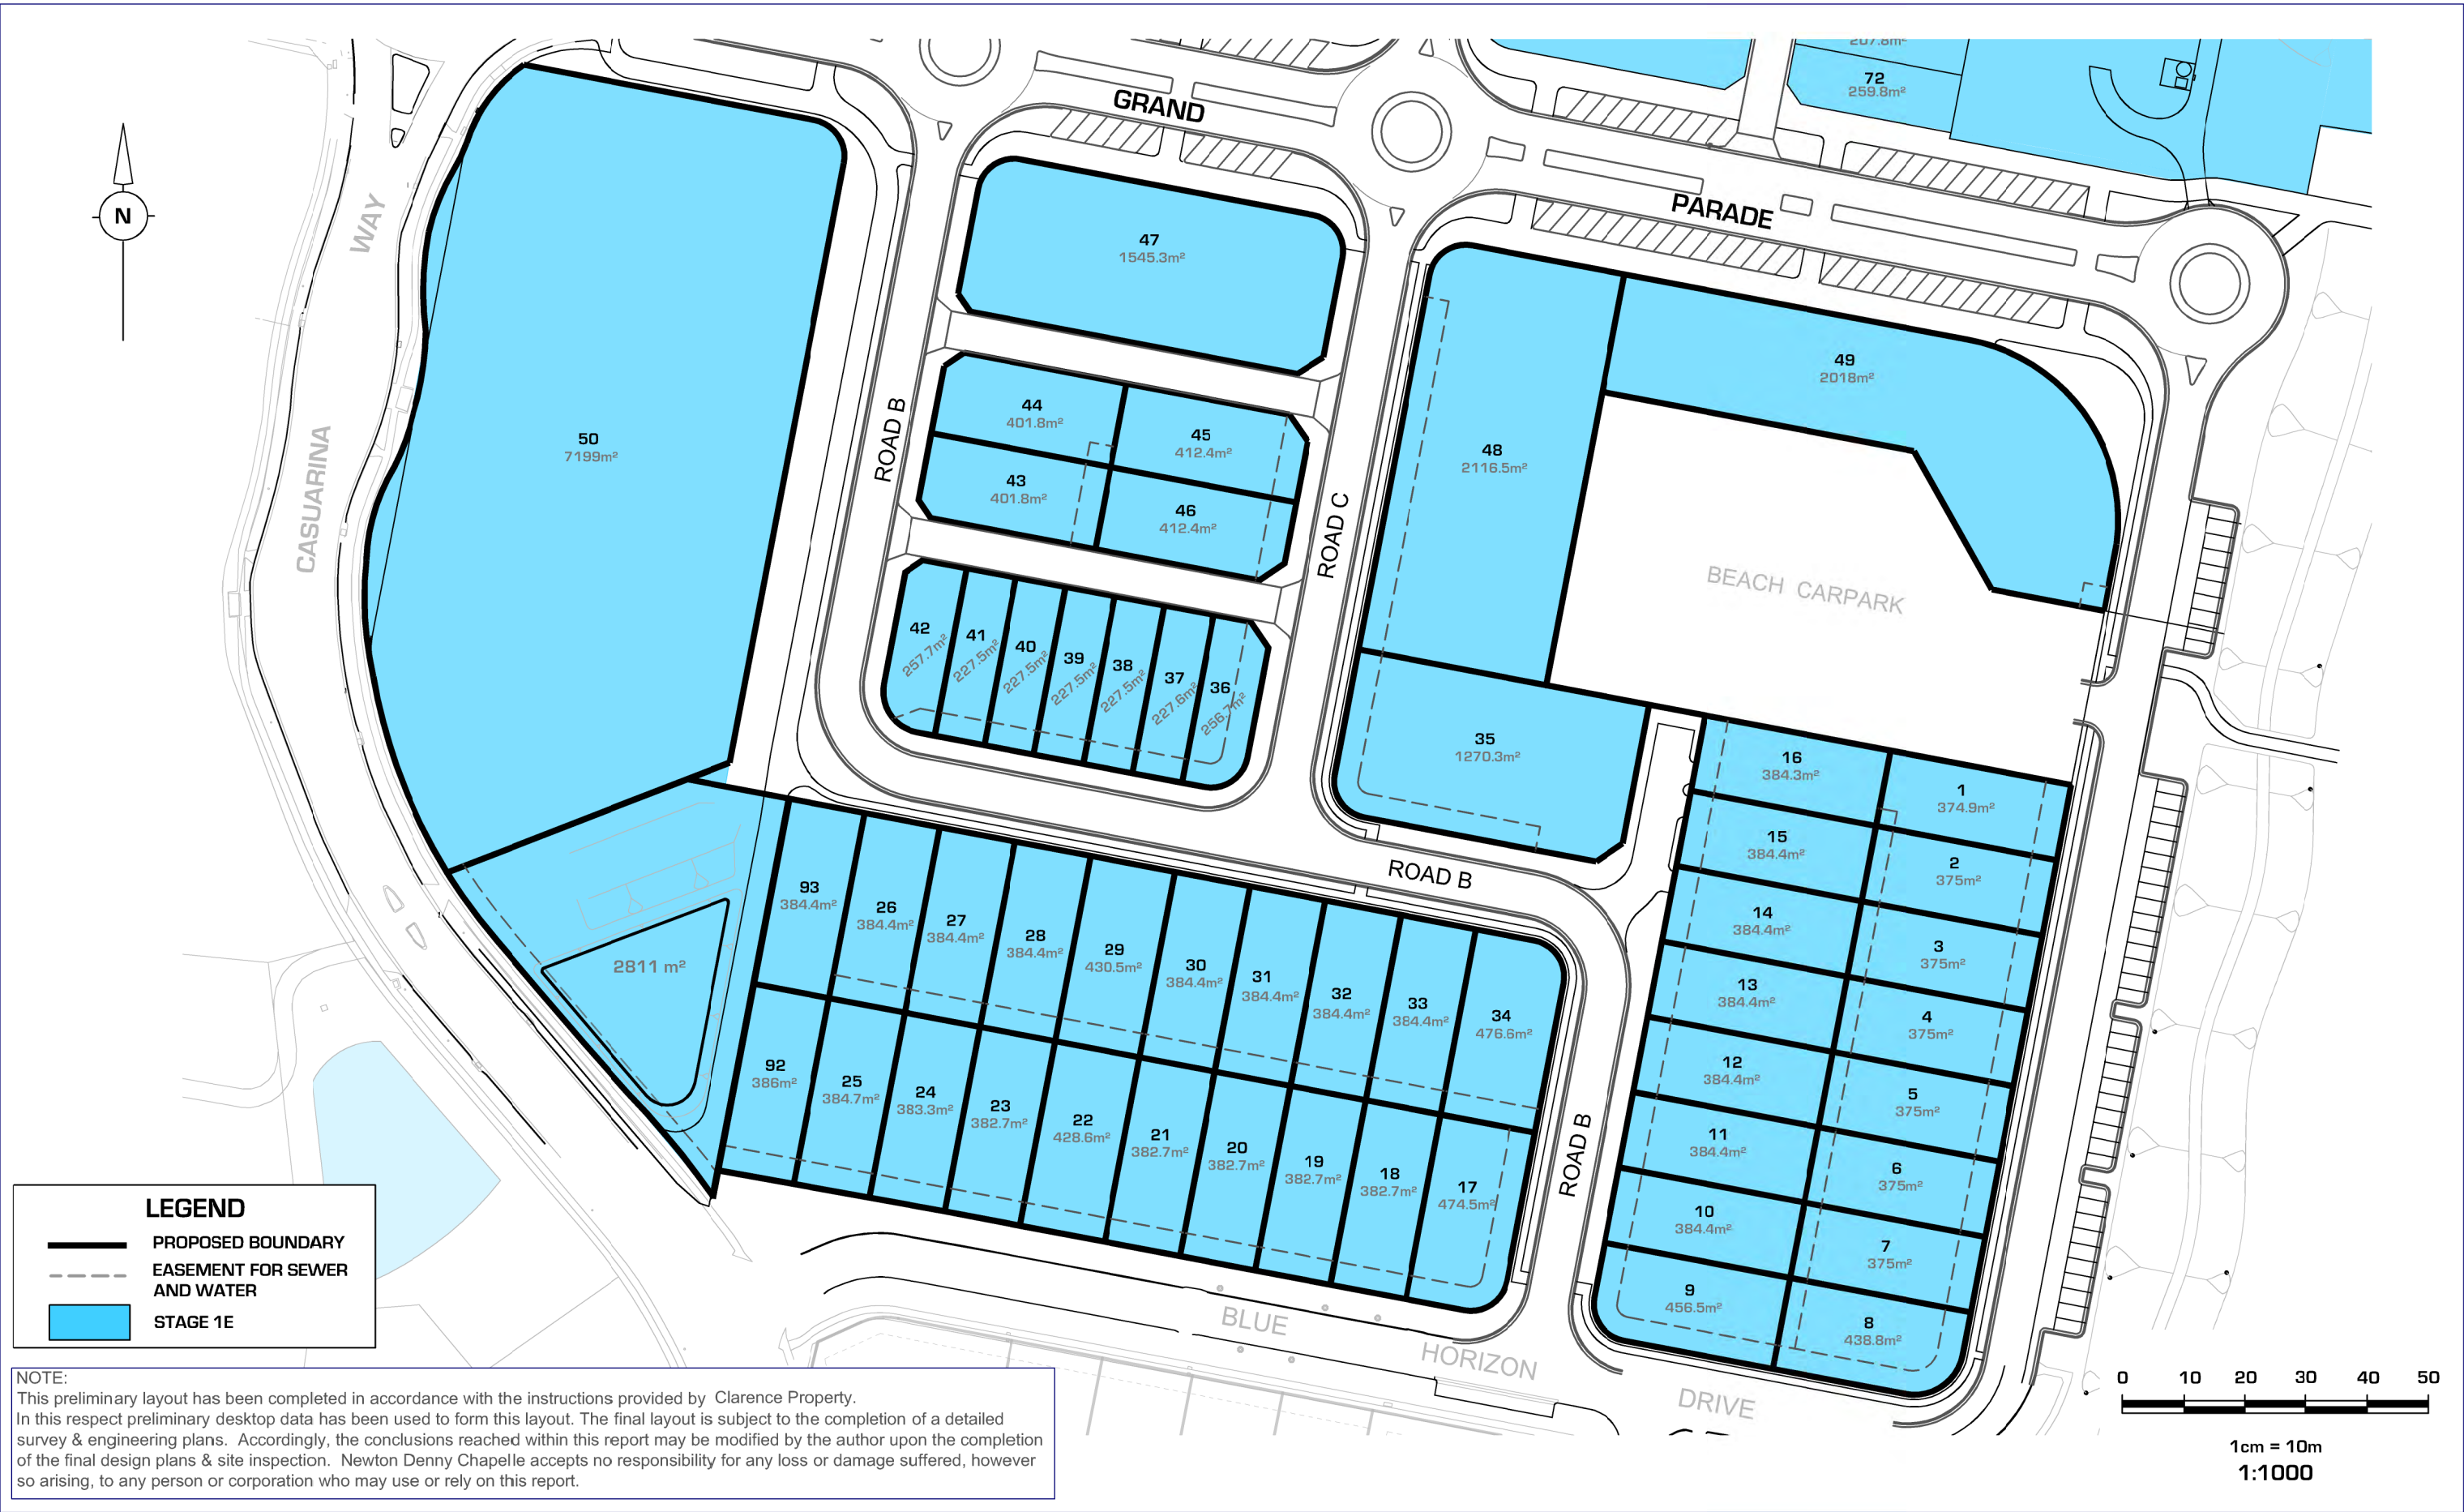 207.8m²
72
259.8m²
GRAND
PARADE
WAY
N
47
1545.3m²
49
2018m²
44
401.8m²
45
412.4m²
50
7199m²
ROAD B
48
2116.5m²
CASUARINA
43
401.8m²
46
412.4m²
ROAD C
BEACH CARPARK
42
257.7m²
41
227.5m²
40
227.5m²
39
227.5m²
38
227.5m²
37
227.6m²
36
256.7m²
35
1270.3m²
16
384.3m²
1
374.9m²
15
384.4m²
2
375m²
ROAD B
93
384.4m²
26
384.4m²
27
384.4m²
28
384.4m²
29
430.5m²
30
384.4m²
31
384.4m²
32
384.4m²
33
384.4m²
34
476.6m²
14
384.4m²
3
375m²
2811 m²
13
384.4m²
4
375m²
92
386m²
25
384.7m²
24
383.3m²
23
382.7m²
22
428.6m²
21
382.7m²
20
382.7m²
19
382.7m²
18
382.7m²
17
474.5m²
ROAD B
12
384.4m²
5
375m²
11
384.4m²
6
375m²
10
384.4m²
7
375m²
9
456.5m²
8
438.8m²
BLUE
HORIZON
DRIVE
LEGEND
PROPOSED BOUNDARY
EASEMENT FOR SEWER
AND WATER
STAGE 1E
NOTE:
This preliminary layout has been completed in accordance with the instructions provided by Clarence Property.
In this respect preliminary desktop data has been used to form this layout. The final layout is subject to the completion of a detailed
survey & engineering plans. Accordingly, the conclusions reached within this report may be modified by the author upon the completion
of the final design plans & site inspection. Newton Denny Chapelle accepts no responsibility for any loss or damage suffered, however
so arising, to any person or corporation who may use or rely on this report.
0 10 20 30 40 50
1cm = 10m
1:1000